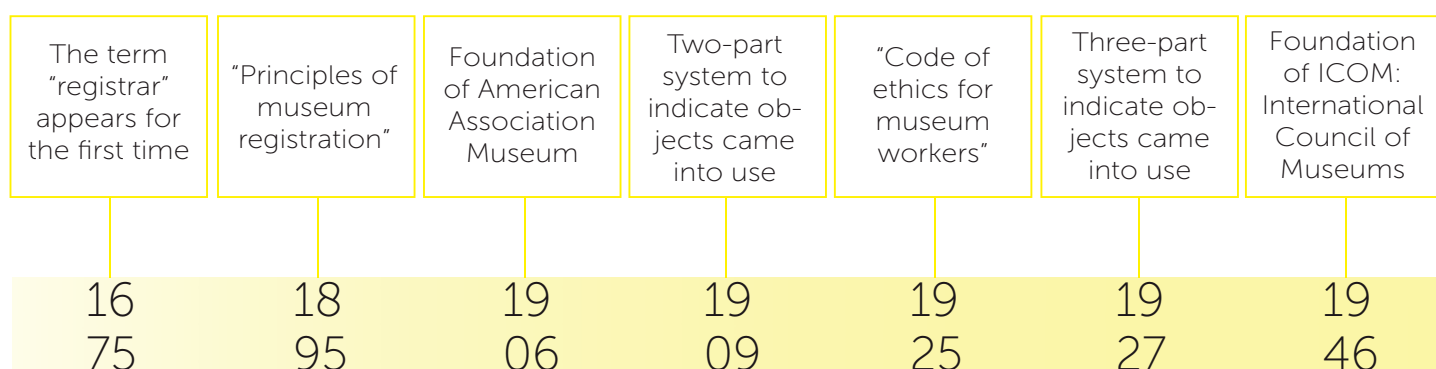 The term
“registrar”
appears for
the first time
“Principles of
museum
registration”
Foundation
of American
Association
Museum
Two-part
system to
indicate ob-
jects came
into use
“Code of
ethics for
museum
workers”
Three-part
system to
indicate ob-
jects came
into use
Foundation
of ICOM:
International
Council of
Museums
16
75
18
95
19
06
19
09
19
25
19
27
19
46